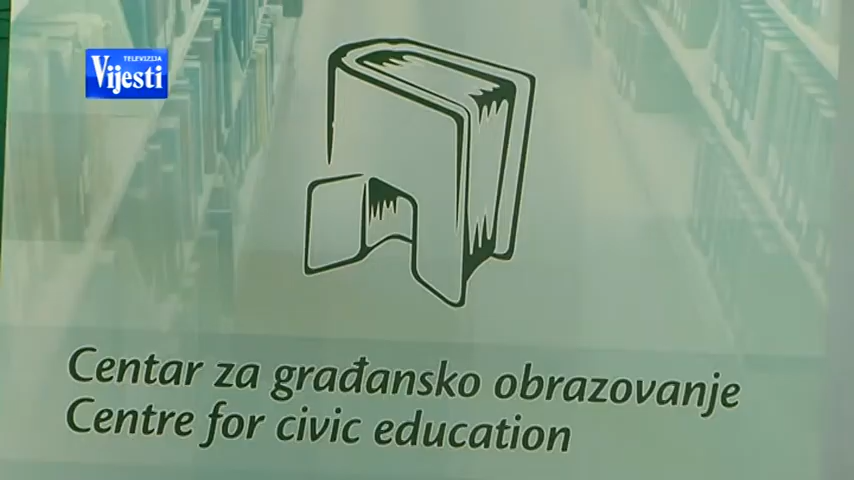 TELEVIZIJA
Vijesti
Centar za građansko obrazovanje
Centre for civic education